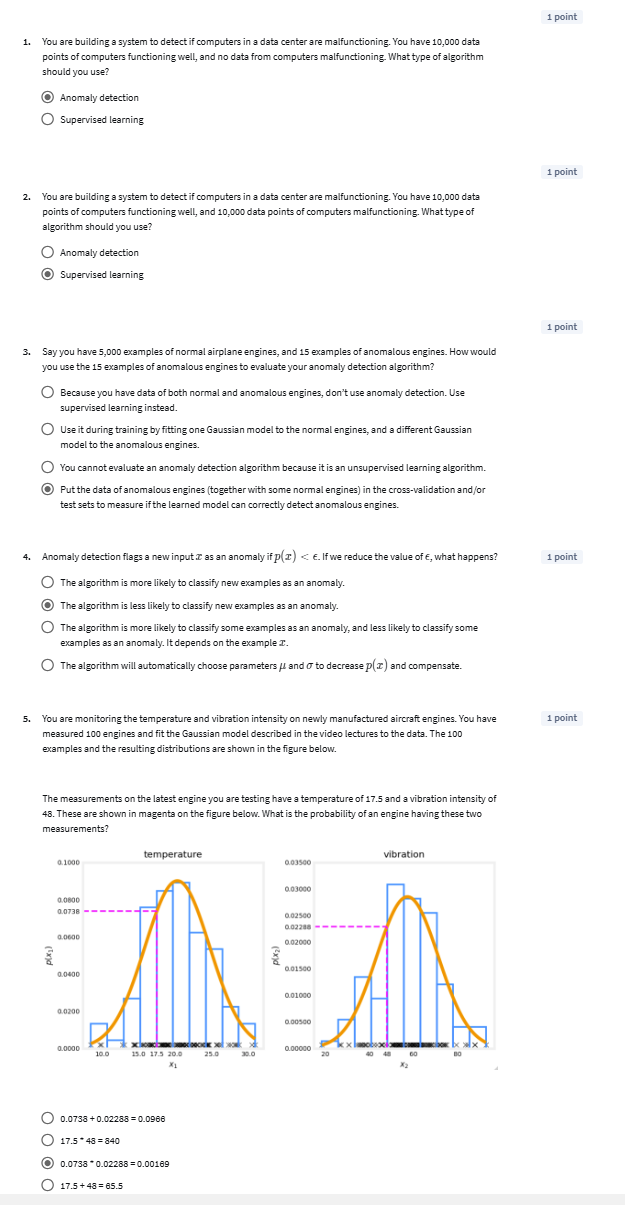 1 point
1. You are building a system to detect if computers in a data center are malfunctioning. You have 10,000 data
points of computers functioning well, and no data from computers malfunctioning. What type of algorithm
should you use?
Anomaly detection
Supervised learning
1 point
2. You are building a system to detect if computers in a data center are malfunctioning. You have 10,000 data
points of computers functioning well, and 10,000 data points of computers malfunctioning. What type of
algorithm should you use?
Anomaly detection
Supervised learning
1 point
3. Say you have 5,000 examples of normal airplane engines, and 15 examples of anomalous engines. How would
you use the 15 examples of anomalous engines to evaluate your anomaly detection algorithm?
Because you have data of both normal and anomalous engines, don't use anomaly detection. Use
supervised learning instead.
Use it during training by fitting one Gaussian model to the normal engines, and a different Gaussian
model to the anomalous engines.
You cannot evaluate an anomaly detection algorithm because it is an unsupervised learning algorithm.
Put the data of anomalous engines (together with some normal engines) in the cross-validation and/or
test sets to measure if the learned model can correctly detect anomalous engines.
4. Anomaly detection flags a new input x as an anomaly if p(x) < ϵ. If we reduce the value of ϵ, what happens? 1 point
The algorithm is more likely to classify new examples as an anomaly.
The algorithm is less likely to classify new examples as an anomaly.
The algorithm is more likely to classify some examples as an anomaly, and less likely to classify some
examples as an anomaly. It depends on the example x.
The algorithm will automatically choose parameters μ and σ to decrease p(x) and compensate.
5. You are monitoring the temperature and vibration intensity on newly manufactured aircraft engines. You have 1 point
measured 100 engines and fit the Gaussian model described in the video lectures to the data. The 100
examples and the resulting distributions are shown in the figure below.
The measurements on the latest engine you are testing have a temperature of 17.5 and a vibration intensity of
48. These are shown in magenta on the figure below. What is the probability of an engine having these two
measurements?
temperature
0.1000
0.0800
0.0738
0.0600
0.0400
0.0200
0.0000
p(x₁)
10.0 15.0 17.5 20.0 25.0 30.0
x₁
vibration
0.03500
0.03000
0.02500
0.02288
0.02000
0.01500
0.01000
0.00500
0.00000
p(x₂)
20 40 48 60 80
x₂
0.0738 + 0.02288 = 0.0966
17.5 * 48 = 840
0.0738 * 0.02288 = 0.00169
17.5 + 48 = 65.5